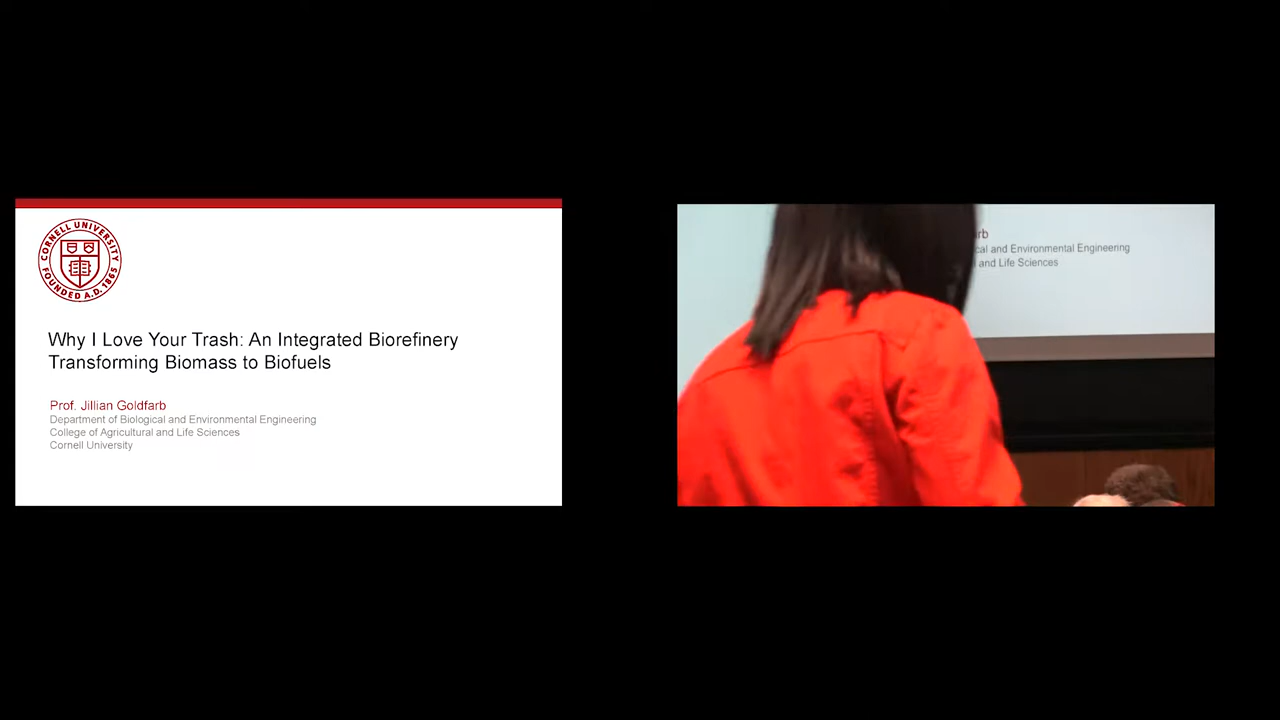 CORNELL UNIVERSITY
FOUNDED A.D. 1865
Why I Love Your Trash: An Integrated Biorefinery
Transforming Biomass to Biofuels
Prof. Jillian Goldfarb
Department of Biological and Environmental Engineering
College of Agricultural and Life Sciences
Cornell University
rb
cal and Environmental Engineering
and Life Sciences